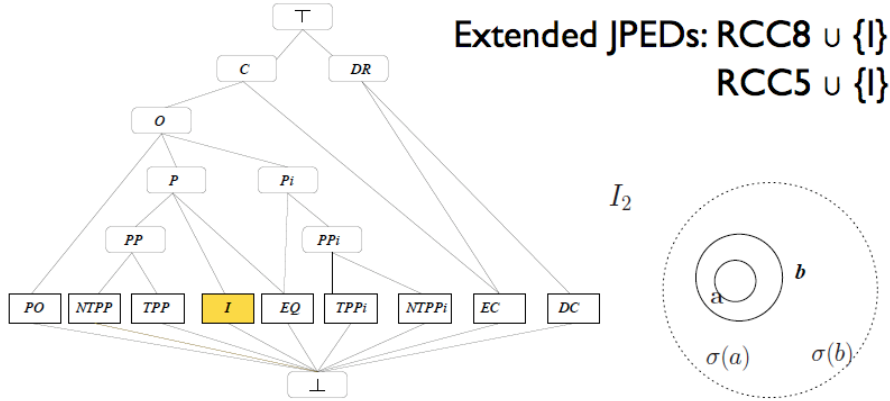 Extended JPEDs: RCC8 ∪ {I}
RCC5 ∪ {I}
⊤
C DR
O
P Pi
PP PPi
PO NTPP TPP I EQ TPPi NTPPi EC DC
⊥
I₂
a b
σ(a) σ(b)